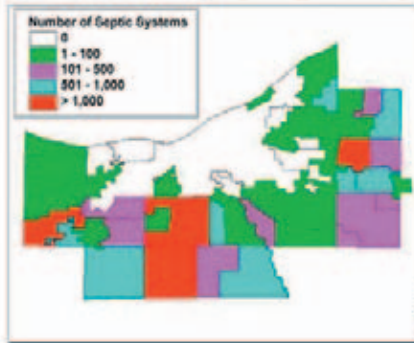 Number of Septic Systems
0
1 - 100
101 - 500
501 - 1,000
> 1,000